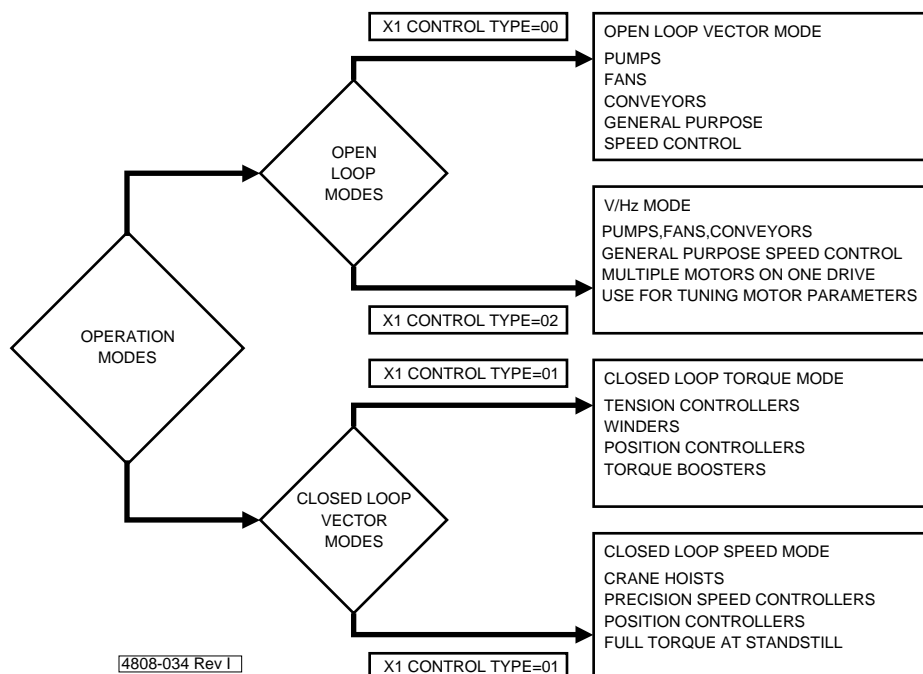 X1 CONTROL TYPE=00
OPEN LOOP VECTOR MODE
PUMPS
FANS
CONVEYORS
GENERAL PURPOSE
SPEED CONTROL
OPEN
LOOP
MODES
V/Hz MODE
PUMPS,FANS,CONVEYORS
GENERAL PURPOSE SPEED CONTROL
MULTIPLE MOTORS ON ONE DRIVE
USE FOR TUNING MOTOR PARAMETERS
X1 CONTROL TYPE=02
OPERATION
MODES
X1 CONTROL TYPE=01
CLOSED LOOP TORQUE MODE
TENSION CONTROLLERS
WINDERS
POSITION CONTROLLERS
TORQUE BOOSTERS
CLOSED LOOP
VECTOR
MODES
CLOSED LOOP SPEED MODE
CRANE HOISTS
PRECISION SPEED CONTROLLERS
POSITION CONTROLLERS
FULL TORQUE AT STANDSTILL
X1 CONTROL TYPE=01
4808-034 Rev I